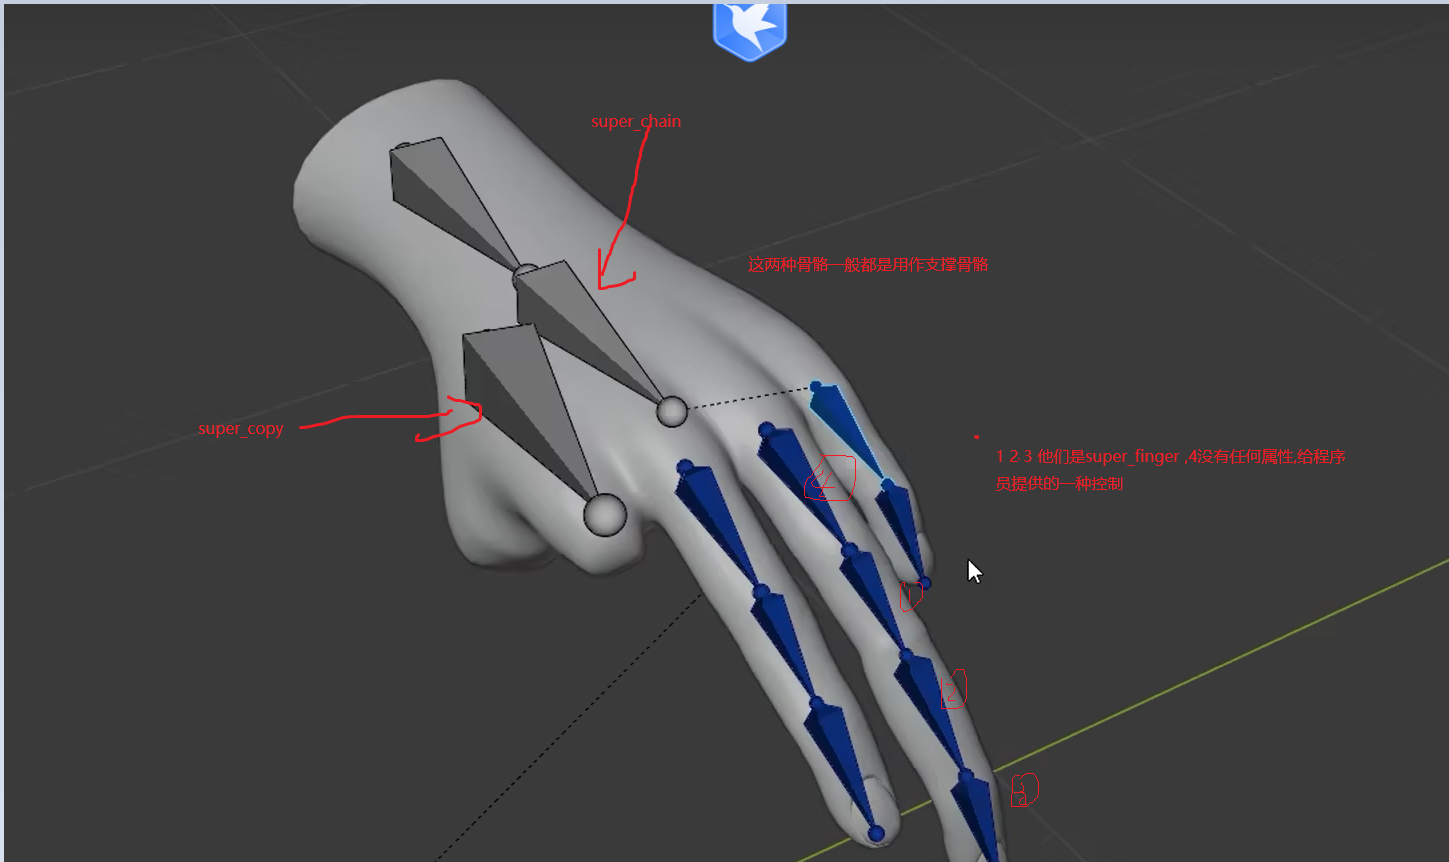 super_chain
这两种骨骼一般都是用作支撑骨骼
super_copy
1 2 3 他们是super_finger ,4没有任何属性,给程序
员提供的一种控制
1
2